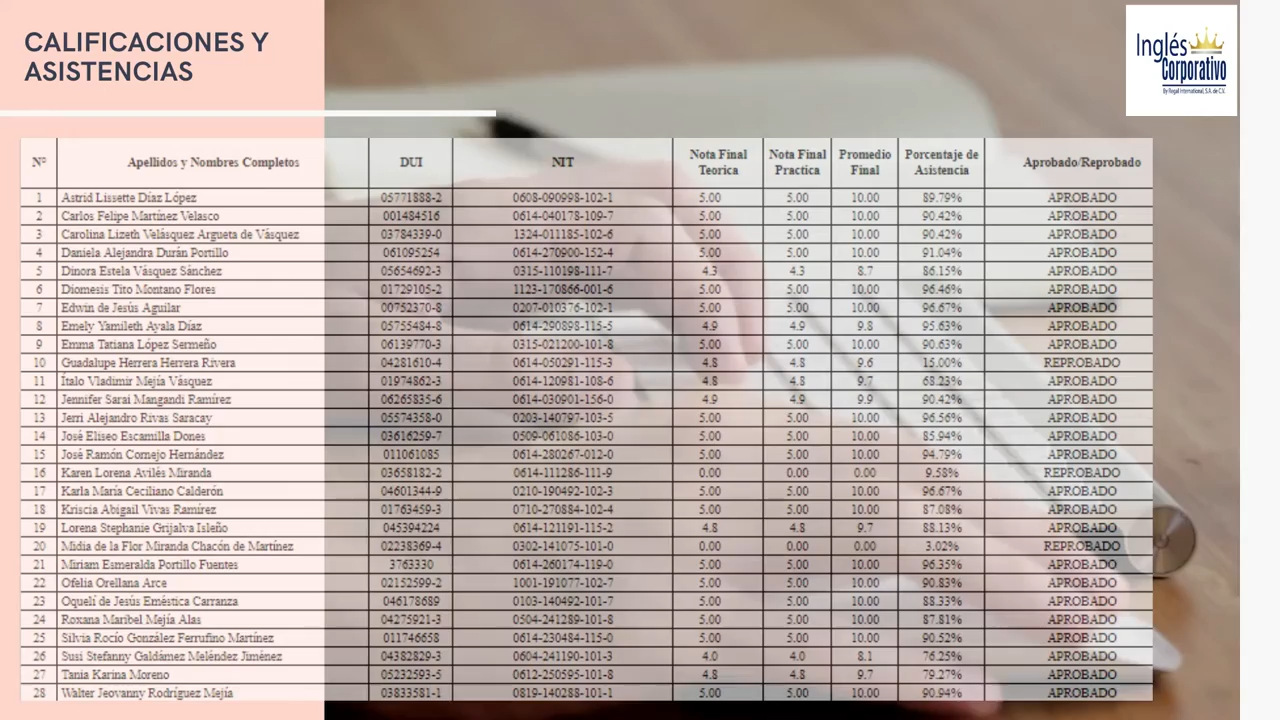 CALIFICACIONES Y
ASISTENCIAS
Inglés
Corporativo
By Regal International, S.A. de C.V.
N° Apellidos y Nombres Completos DUI NIT Nota Final Teorica Nota Final Practica Promedio Final Porcentaje de Asistencia Aprobado/Reprobado
1 Astrid Lissette Díaz López 05771888-2 0608-090998-102-1 5.00 5.00 10.00 89.79% APROBADO
2 Carlos Felipe Martínez Velasco 001484516 0614-040178-109-7 5.00 5.00 10.00 90.42% APROBADO
3 Carolina Lizeth Velásquez Argueta de Vásquez 03784339-0 1324-011185-102-6 5.00 5.00 10.00 90.42% APROBADO
4 Daniela Alejandra Durán Portillo 061095254 0614-270900-152-4 5.00 5.00 10.00 91.04% APROBADO
5 Dinora Estela Vásquez Sánchez 05654692-3 0315-110198-111-7 4.3 4.3 8.7 86.15% APROBADO
6 Diomesis Tito Montano Flores 01729105-2 1123-170866-001-6 5.00 5.00 10.00 96.46% APROBADO
7 Edwin de Jesús Aguilar 00752370-8 0207-010376-102-1 5.00 5.00 10.00 96.67% APROBADO
8 Emely Yamileth Ayala Díaz 05755484-8 0614-290898-115-5 4.9 4.9 9.8 95.63% APROBADO
9 Emma Tatiana López Sermeño 06139770-3 0315-021200-101-8 5.00 5.00 10.00 90.63% APROBADO
10 Guadalupe Herrera Herrera Rivera 04281610-4 0614-050291-115-3 4.8 4.8 9.6 15.00% REPROBADO
11 Ítalo Vladimir Mejía Vásquez 01974862-3 0614-120981-108-6 4.8 4.8 9.7 68.23% APROBADO
12 Jennifer Sarai Mangandi Ramírez 06265835-6 0614-030901-156-0 4.9 4.9 9.9 90.42% APROBADO
13 Jerri Alejandro Rivas Saracay 05574358-0 0203-140797-103-5 5.00 5.00 10.00 96.56% APROBADO
14 José Eliseo Escamilla Dones 03616259-7 0509-061086-103-0 5.00 5.00 10.00 85.94% APROBADO
15 José Ramón Cornejo Hernández 011061085 0614-280267-012-0 5.00 5.00 10.00 94.79% APROBADO
16 Karen Lorena Avilés Miranda 03658182-2 0614-111286-111-9 0.00 0.00 0.00 9.58% REPROBADO
17 Karla María Ceciliano Calderón 04601344-9 0210-190492-102-3 5.00 5.00 10.00 96.67% APROBADO
18 Kriscia Abigail Vivas Ramírez 01763459-3 0710-270884-102-4 5.00 5.00 10.00 87.08% APROBADO
19 Lorena Stephanie Grijalva Isleño 045394224 0614-121191-115-2 4.8 4.8 9.7 88.13% APROBADO
20 Midia de la Flor Miranda Chacón de Martínez 02238369-4 0302-141075-101-0 0.00 0.00 0.00 3.02% REPROBADO
21 Miriam Esmeralda Portillo Fuentes 3763330 0614-260174-119-0 5.00 5.00 10.00 96.35% APROBADO
22 Ofelia Orellana Arce 02152599-2 1001-191077-102-7 5.00 5.00 10.00 90.83% APROBADO
23 Oquelí de Jesús Eméstica Carranza 046178689 0103-140492-101-7 5.00 5.00 10.00 88.33% APROBADO
24 Roxana Maribel Mejía Alas 04275921-3 0504-241289-101-8 5.00 5.00 10.00 87.81% APROBADO
25 Silvia Rocío González Ferrufino Martínez 011746658 0614-230484-115-0 5.00 5.00 10.00 90.52% APROBADO
26 Susi Stefanny Galdámez Meléndez Jiménez 04382829-3 0604-241190-101-3 4.0 4.0 8.1 76.25% APROBADO
27 Tania Karina Moreno 05232593-5 0612-250595-101-8 4.8 4.8 9.7 79.27% APROBADO
28 Walter Jeovanny Rodríguez Mejía 03833581-1 0819-140288-101-1 5.00 5.00 10.00 90.94% APROBADO